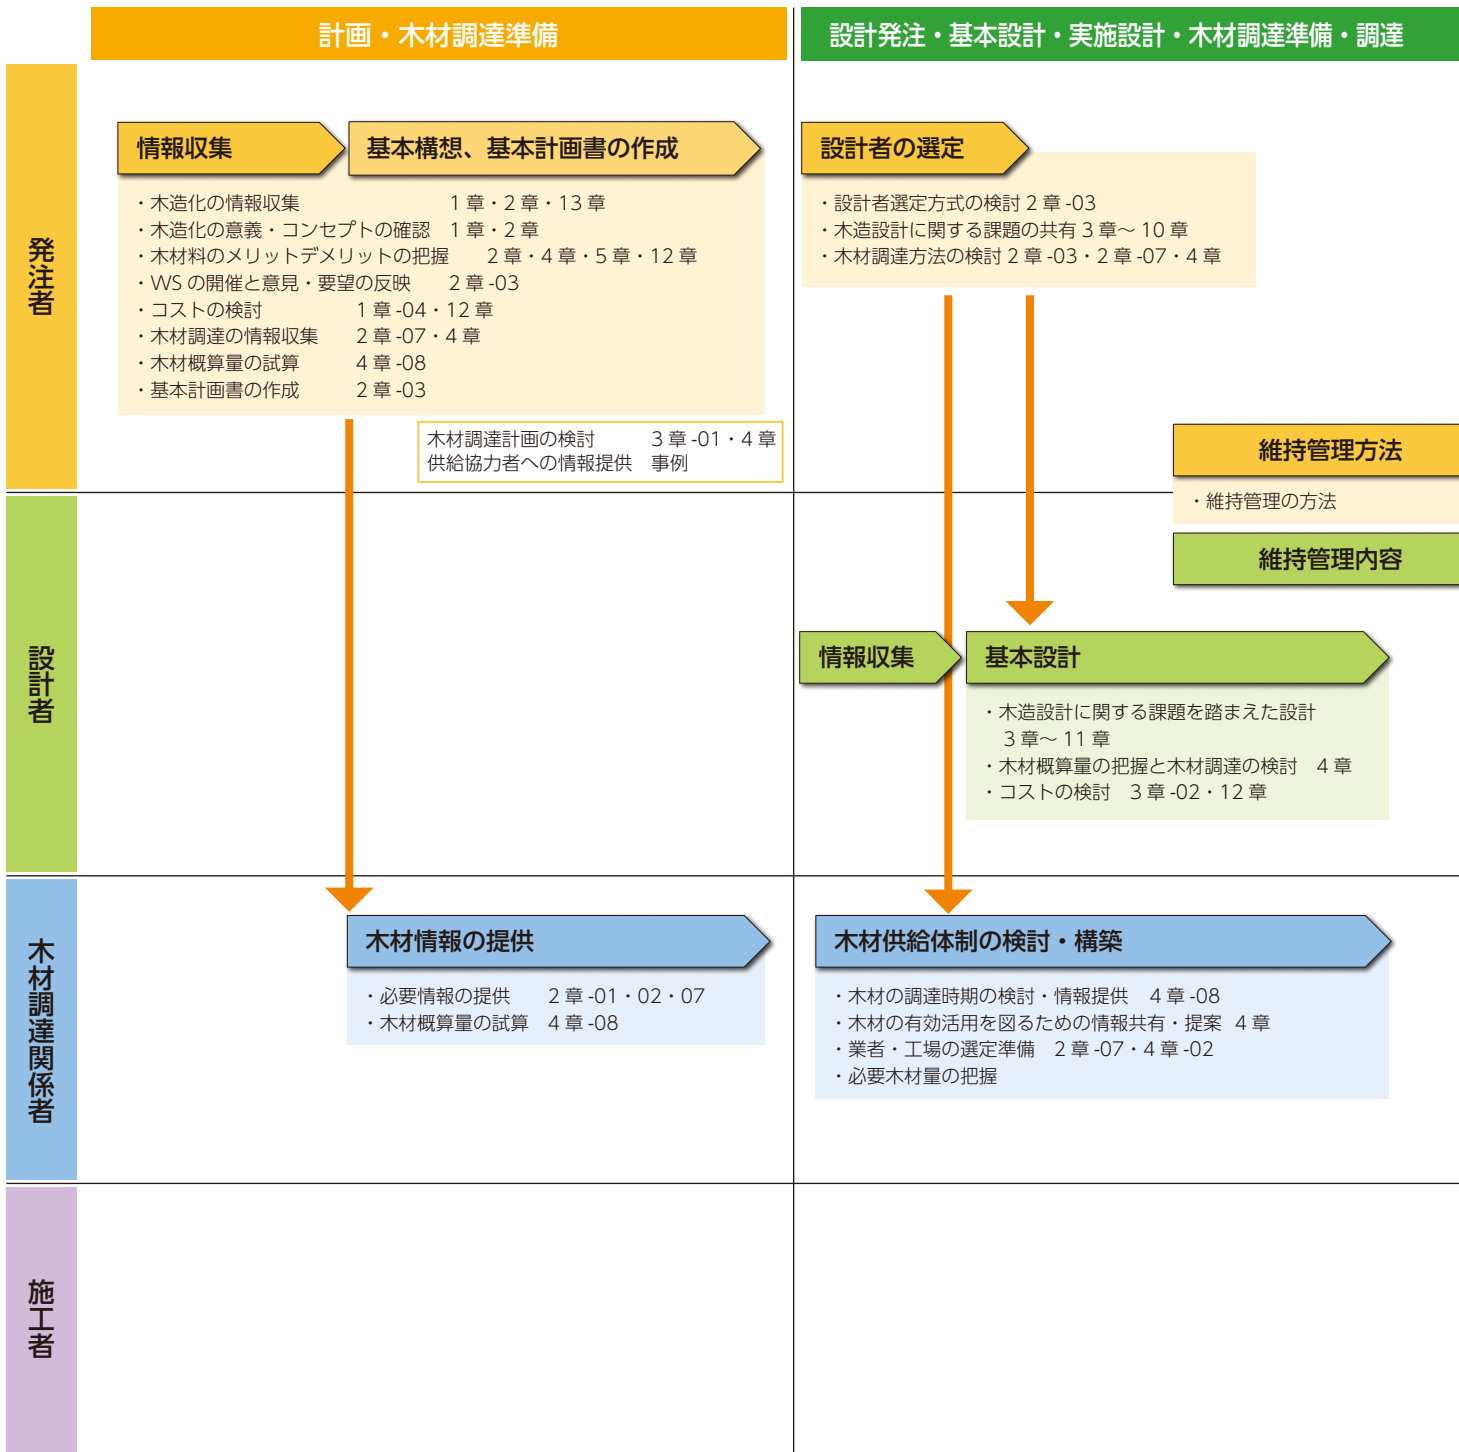 計画・木材調達準備
設計発注・基本設計・実施設計・木材調達準備・調達
発注者
情報収集
基本構想、基本計画書の作成
・木造化の情報収集 1章・2章・13章
・木造化の意義・コンセプトの確認 1章・2章
・木材料のメリットデメリットの把握 2章・4章・5章・12章
・WSの開催と意見・要望の反映 2章-03
・コストの検討 1章-04・12章
・木材調達の情報収集 2章-07・4章
・木材概算量の試算 4章-08
・基本計画書の作成 2章-03
木材調達計画の検討 3章-01・4章
供給協力者への情報提供 事例
設計者の選定
・設計者選定方式の検討 2章-03
・木造設計に関する課題の共有 3章～10章
・木材調達方法の検討 2章-03・2章-07・4章
維持管理方法
・維持管理の方法
設計者
維持管理内容
情報収集
基本設計
・木造設計に関する課題を踏まえた設計
3章～11章
・木材概算量の把握と木材調達の検討 4章
・コストの検討 3章-02・12章
木材調達関係者
木材情報の提供
・必要情報の提供 2章-01・02・07
・木材概算量の試算 4章-08
木材供給体制の検討・構築
・木材の調達時期の検討・情報提供 4章-08
・木材の有効活用を図るための情報共有・提案 4章
・業者・工場の選定準備 2章-07・4章-02
・必要木材量の把握
施工者